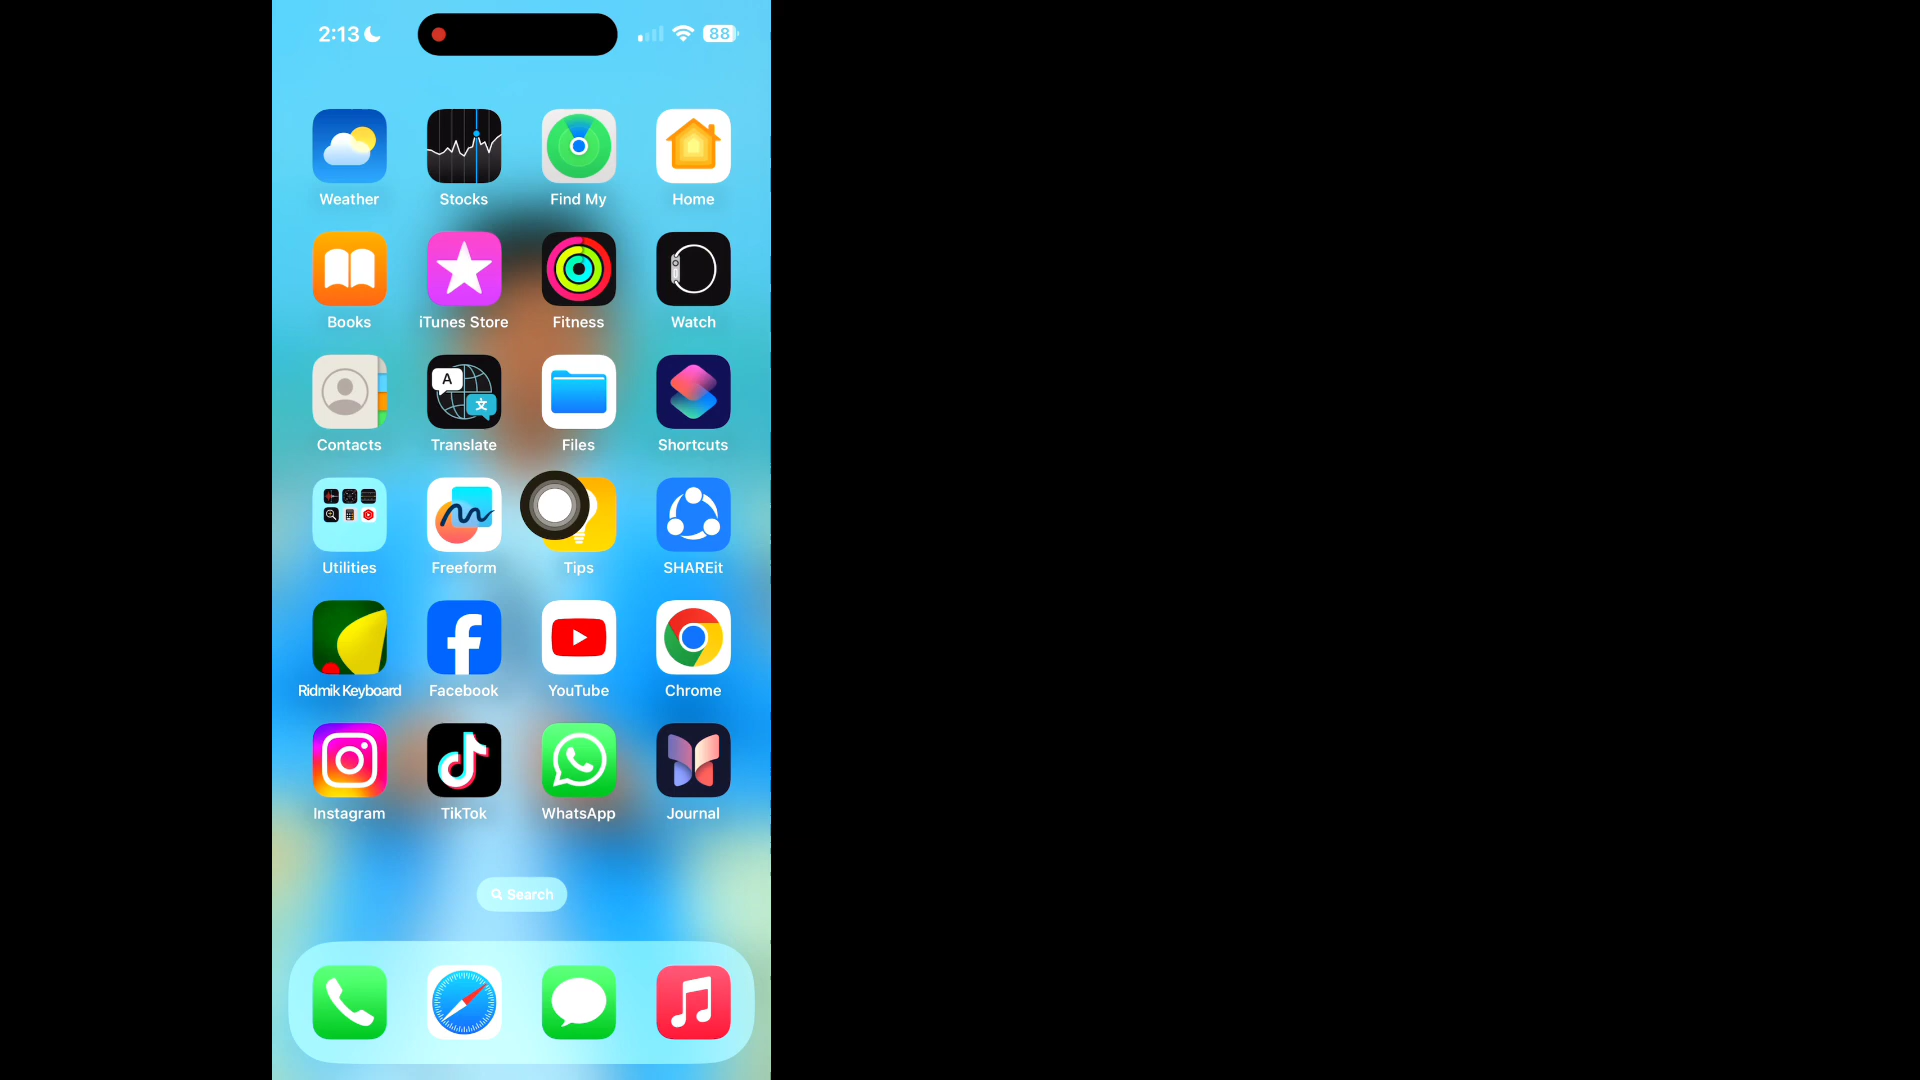 2:13
88
Weather Stocks Find My Home
Books iTunes Store Fitness Watch
A
文
Contacts Translate Files Shortcuts
Utilities Freeform Tips SHAREit
Ridmik Keyboard Facebook YouTube Chrome
Instagram TikTok WhatsApp Journal
Search